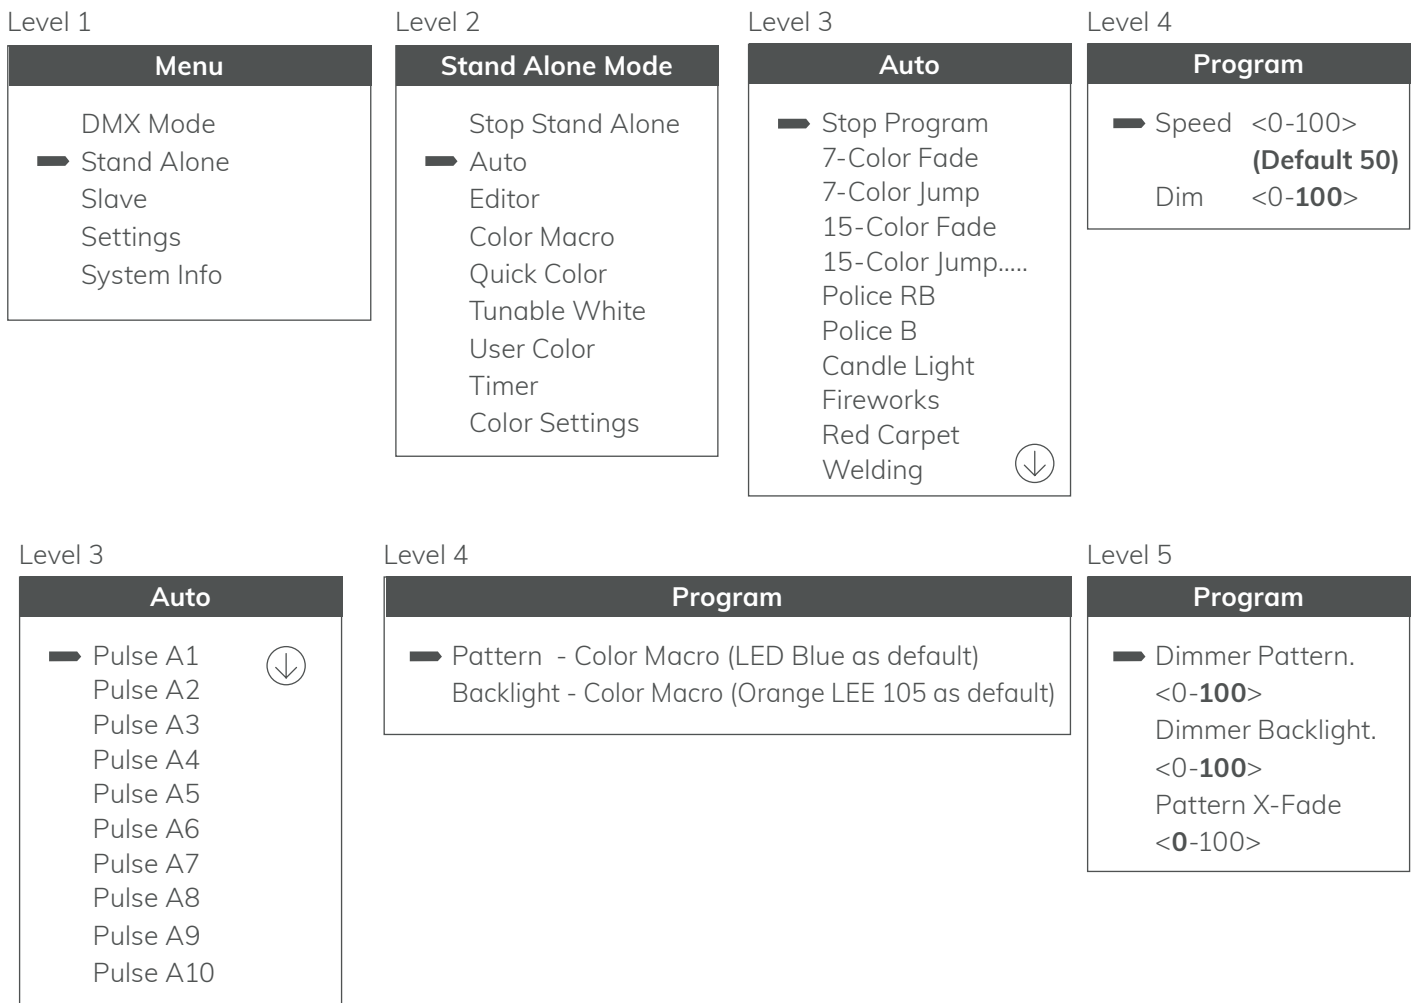 Level 1
Menu
DMX Mode
Stand Alone
Slave
Settings
System Info
Level 2
Stand Alone Mode
Stop Stand Alone
Auto
Editor
Color Macro
Quick Color
Tunable White
User Color
Timer
Color Settings
Level 3
Auto
Stop Program
7-Color Fade
7-Color Jump
15-Color Fade
15-Color Jump.....
Police RB
Police B
Candle Light
Fireworks
Red Carpet
Welding
Level 4
Program
Speed <0-100>
(Default 50)
Dim <0-100>
Level 3
Auto
Pulse A1
Pulse A2
Pulse A3
Pulse A4
Pulse A5
Pulse A6
Pulse A7
Pulse A8
Pulse A9
Pulse A10
Level 4
Program
Pattern - Color Macro (LED Blue as default)
Backlight - Color Macro (Orange LEE 105 as default)
Level 5
Program
Dimmer Pattern.
<0-100>
Dimmer Backlight.
<0-100>
Pattern X-Fade
<0-100>